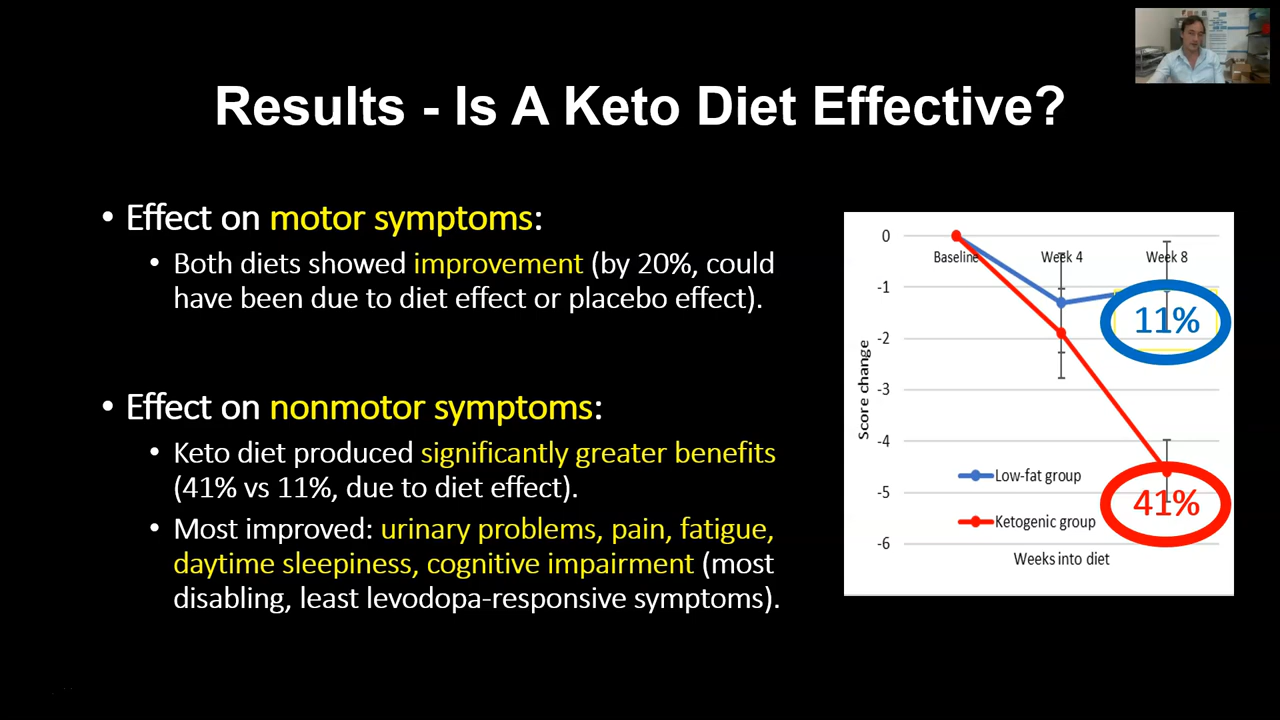 Results - Is A Keto Diet Effective?
• Effect on motor symptoms:
• Both diets showed improvement (by 20%, could
have been due to diet effect or placebo effect).
• Effect on nonmotor symptoms:
• Keto diet produced significantly greater benefits
(41% vs 11%, due to diet effect).
• Most improved: urinary problems, pain, fatigue,
daytime sleepiness, cognitive impairment (most
disabling, least levodopa-responsive symptoms).
0
Baseline
Week 4
Week 8
-1
11%
-2
-3
-4
-5
-6
Score change
Low-fat group
Ketogenic group
41%
Weeks into diet